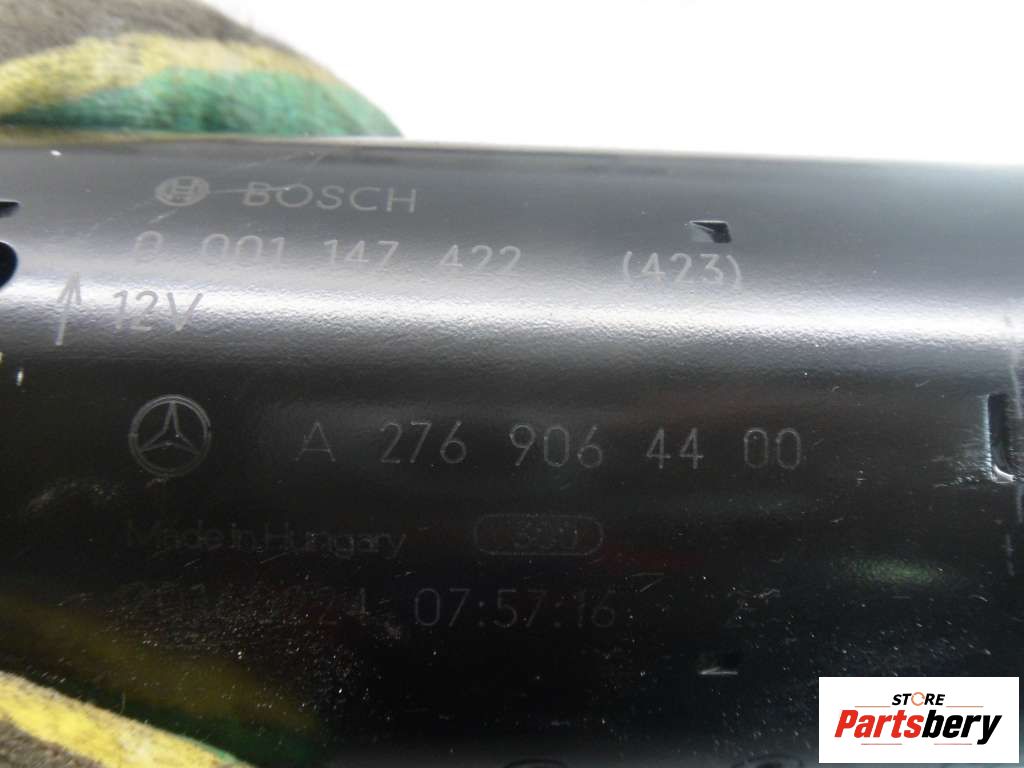 BOSCH
0 001 147 422 (423)
12V
A 276 906 44 00
Made in Hungary
07:57:16
STORE
Partsbery